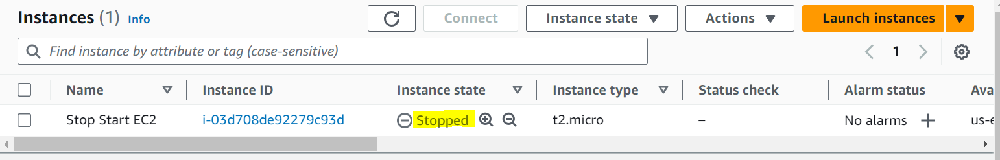 Instances (1) Info Connect Instance state Actions Launch instances
Find instance by attribute or tag (case-sensitive) 1
Name Instance ID Instance state Instance type Status check Alarm status Ava
Stop Start EC2 i-03d708de92279c93d Stopped t2.micro – No alarms + us-e